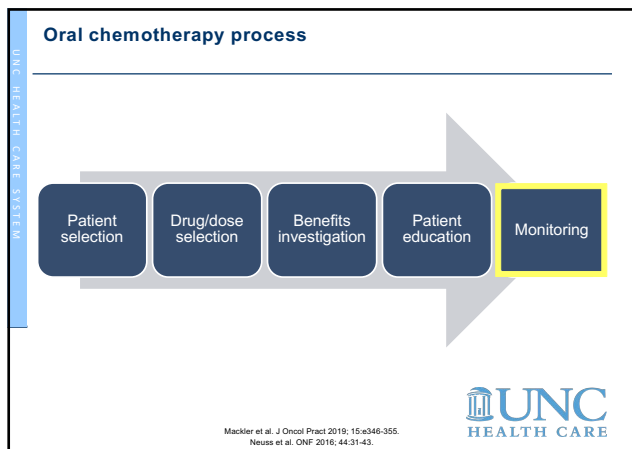 Oral chemotherapy process
UNC HEALTH CARE SYSTEM
Patient
selection
Drug/dose
selection
Benefits
investigation
Patient
education
Monitoring
Mackler et al. J Oncol Pract 2019; 15:e346-355.
Neuss et al. ONF 2016; 44:31-43.
UNC
HEALTH CARE